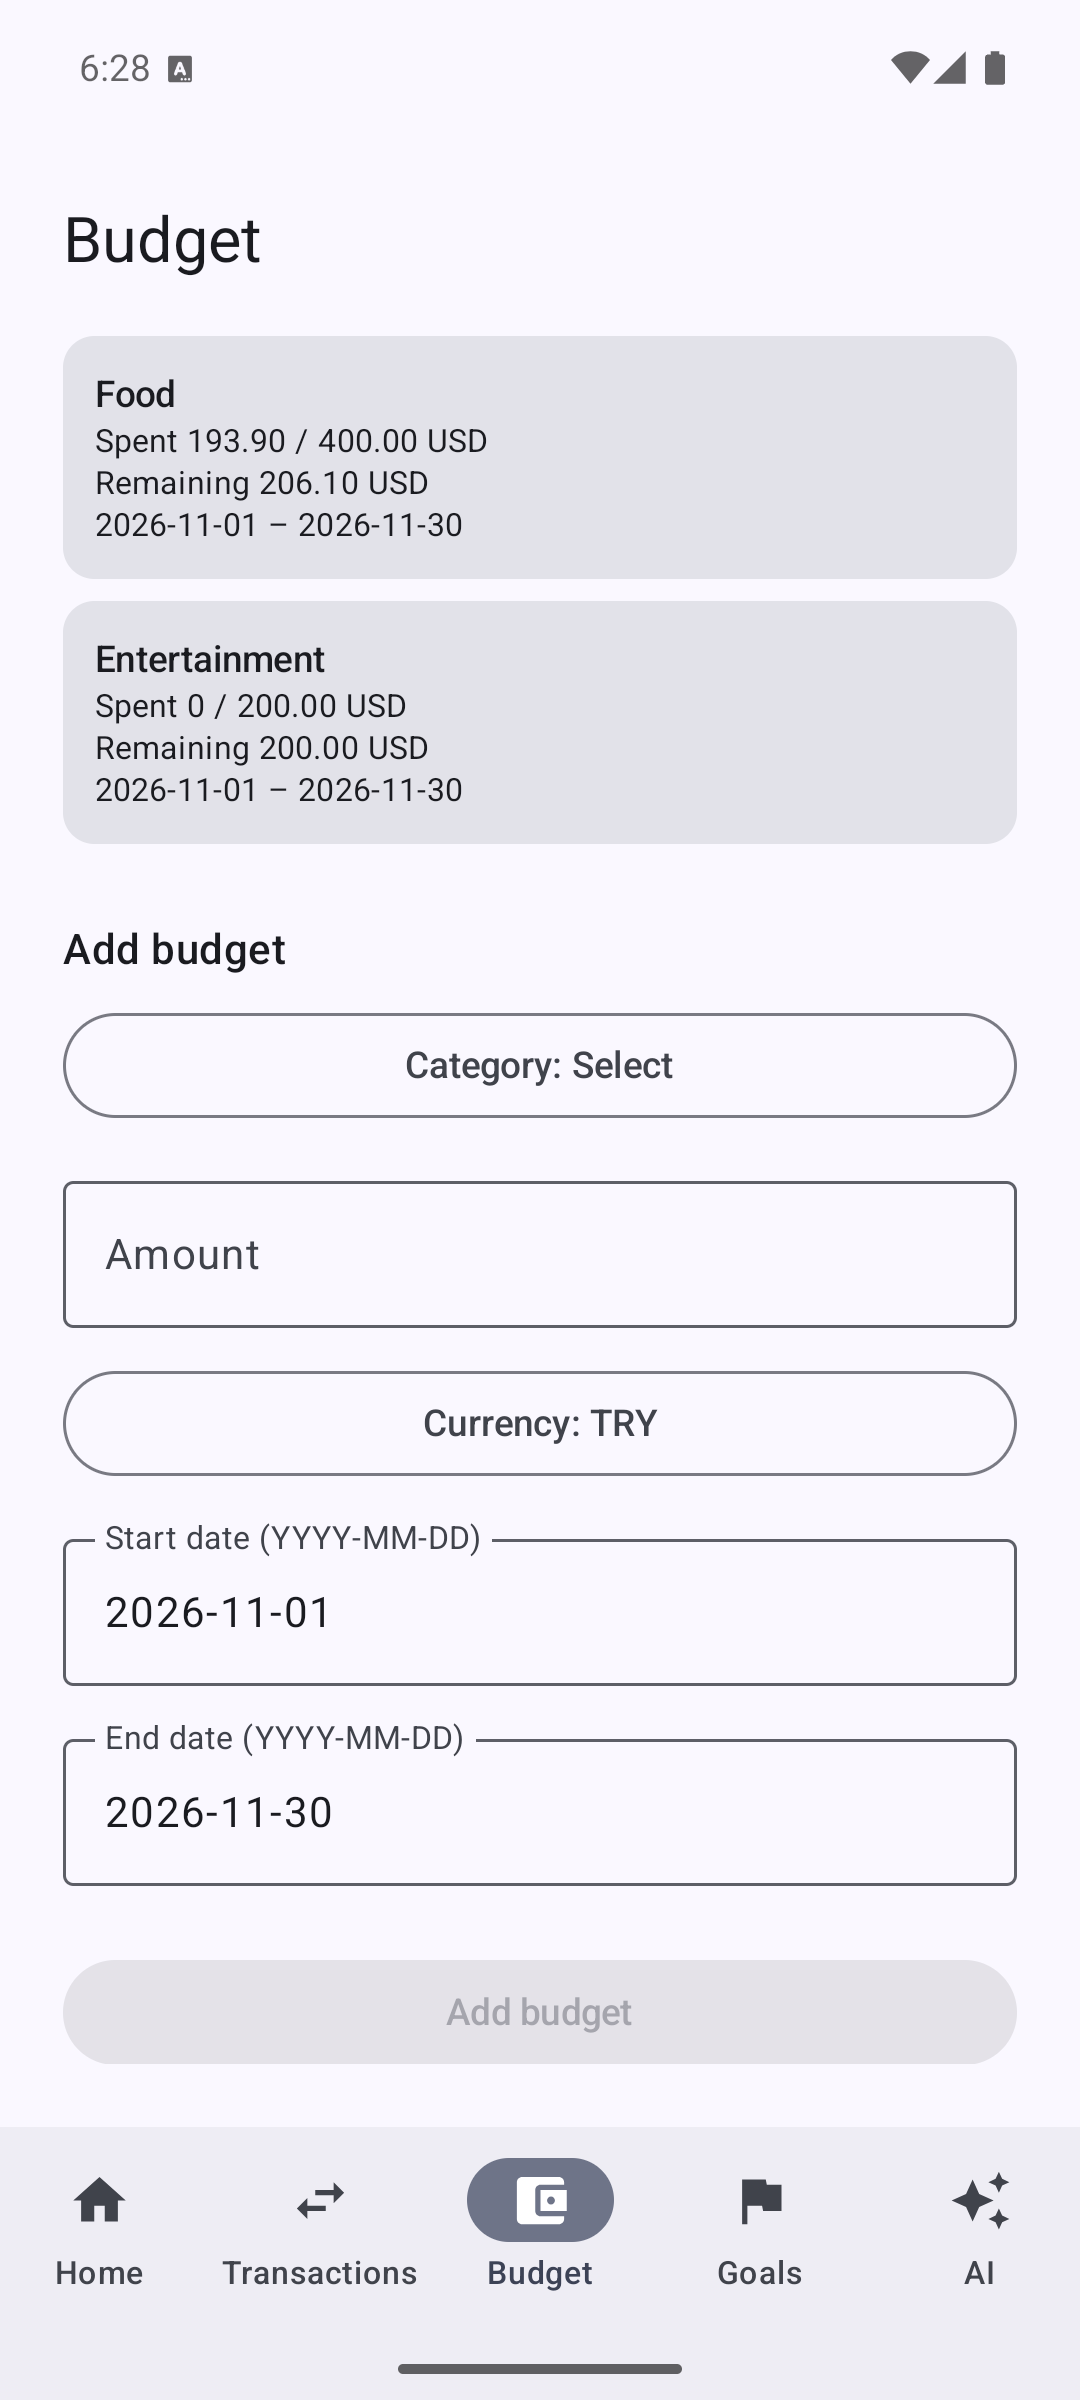 6:28
Budget
Food
Spent 193.90 / 400.00 USD
Remaining 206.10 USD
2026-11-01 – 2026-11-30
Entertainment
Spent 0 / 200.00 USD
Remaining 200.00 USD
2026-11-01 – 2026-11-30
Add budget
Category: Select
Amount
Currency: TRY
Start date (YYYY-MM-DD)
2026-11-01
End date (YYYY-MM-DD)
2026-11-30
Add budget
Home Transactions Budget Goals AI